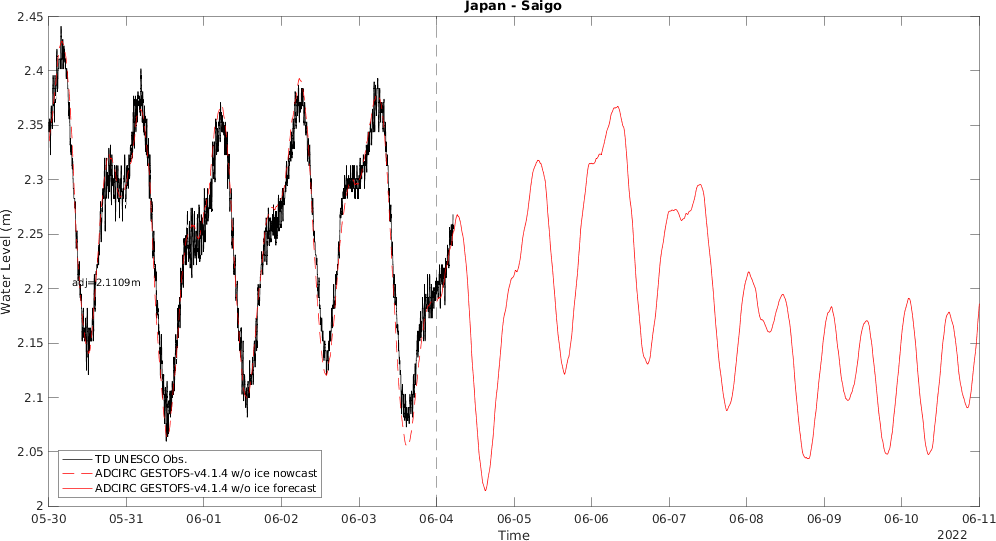 Japan - Saigo
2.45
2.4
2.35
2.3
2.25
2.2
2.15
2.1
2.05
2
Water Level (m)
adj=2.1109m
TD UNESCO Obs.
ADCIRC GESTOFS-v4.1.4 w/o ice nowcast
ADCIRC GESTOFS-v4.1.4 w/o ice forecast
05-30 05-31 06-01 06-02 06-03 06-04 06-05 06-06 06-07 06-08 06-09 06-10 06-11
Time
2022